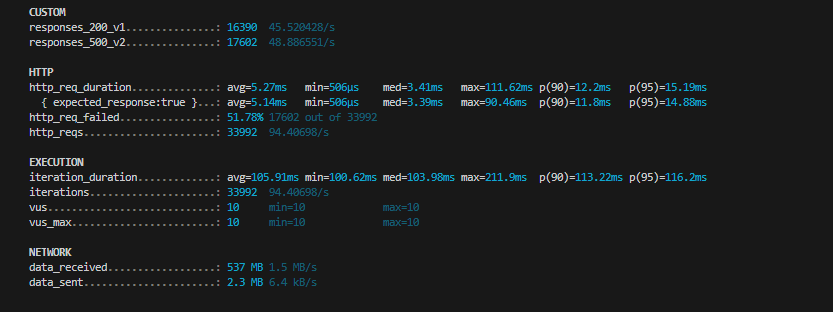 CUSTOM
responses_200_v1...............: 16390 45.520428/s
responses_500_v2...............: 17602 48.886551/s
HTTP
http_req_duration..............: avg=5.27ms min=506µs med=3.41ms max=111.62ms p(90)=12.2ms p(95)=15.19ms
{ expected_response:true }...: avg=5.14ms min=506µs med=3.39ms max=90.46ms p(90)=11.8ms p(95)=14.88ms
http_req_failed................: 51.78% 17602 out of 33992
http_reqs......................: 33992 94.40698/s
EXECUTION
iteration_duration.............: avg=105.91ms min=100.62ms med=103.98ms max=211.9ms p(90)=113.22ms p(95)=116.2ms
iterations.....................: 33992 94.40698/s
vus............................: 10 min=10 max=10
vus_max........................: 10 min=10 max=10
NETWORK
data_received..................: 537 MB 1.5 MB/s
data_sent......................: 2.3 MB 6.4 kB/s